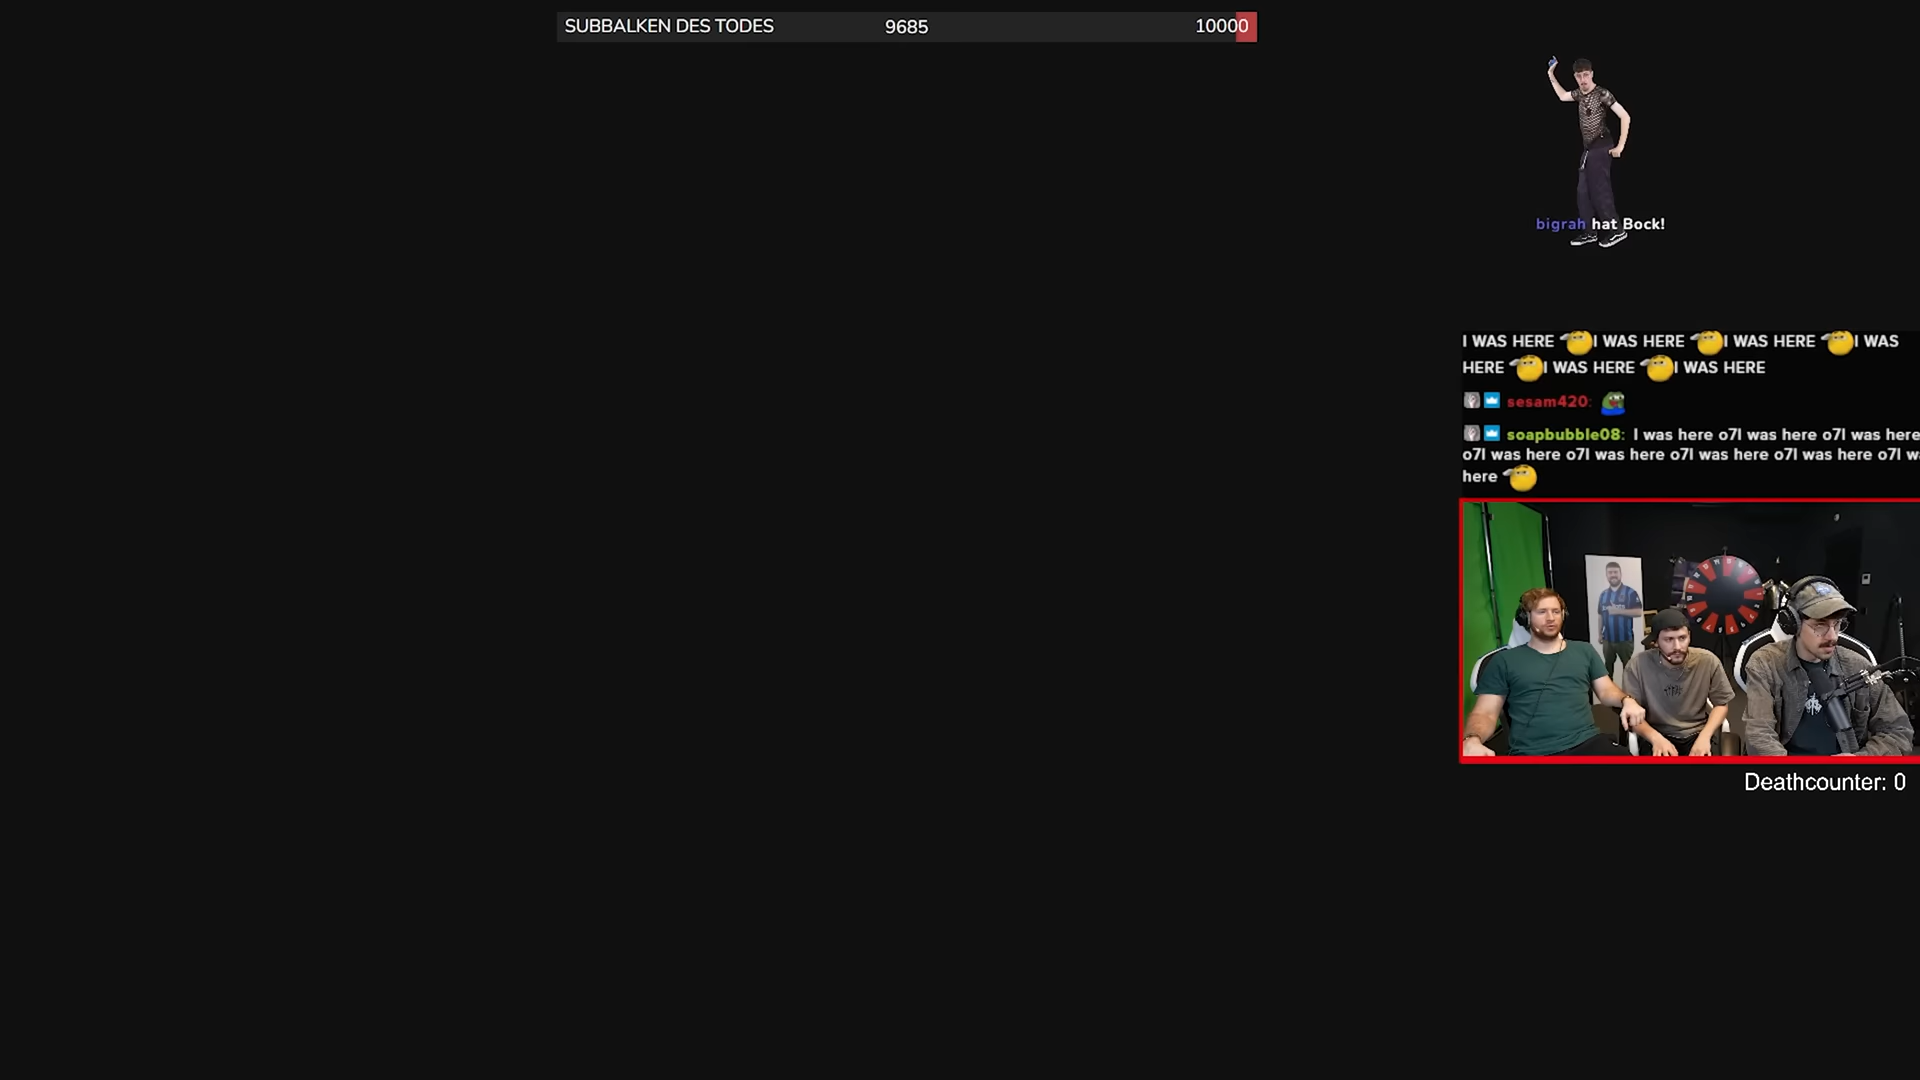 SUBBALKEN DES TODES 9685 10000
bigrah hat Bock!
I WAS HERE I WAS HERE I WAS HERE I WAS
HERE I WAS HERE I WAS HERE
sesam420:
soapbubble08: I was here o7I was here o7I was here
o7I was here o7I was here o7I was here o7I was here o7I
here
Deathcounter: 0